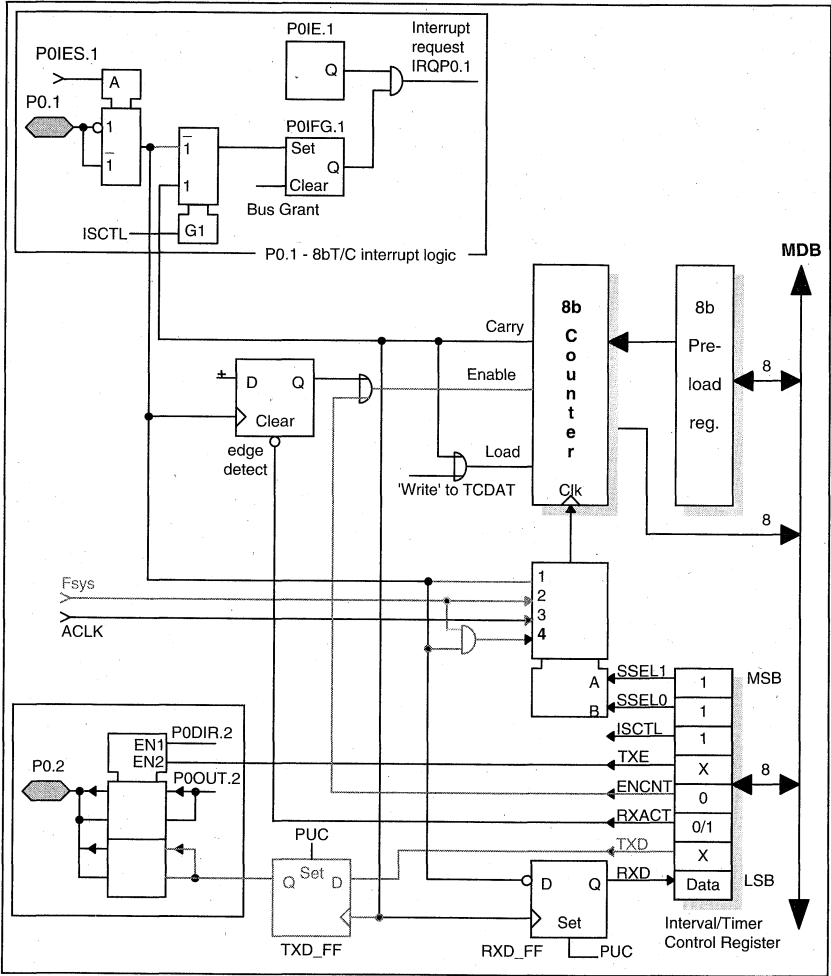 P0IES.1
A
P0.1
1
1
1
1
G1
ISCTL
P0IE.1
Q
Interrupt
request
IRQP0.1
P0IFG.1
Set
Q
Clear
Bus Grant
P0.1 - 8bT/C interrupt logic
MDB
8b
Counter
Carry
Enable
Load
Clk
8b
Pre-
load
reg.
8
8
+
D
Q
Clear
edge
detect
'Write' to TCDAT
Fsys
ACLK
1
2
3
4
A
B
SSEL1
SSEL0
ISCTL
TXE
ENCNT
RXACT
TXD
RXD
1
1
1
X
0
0/1
X
Data
MSB
LSB
8
Interval/Timer
Control Register
P0.2
EN1
EN2
P0DIR.2
P0OUT.2
PUC
Set
Q
D
TXD_FF
D
Q
Set
RXD_FF
PUC